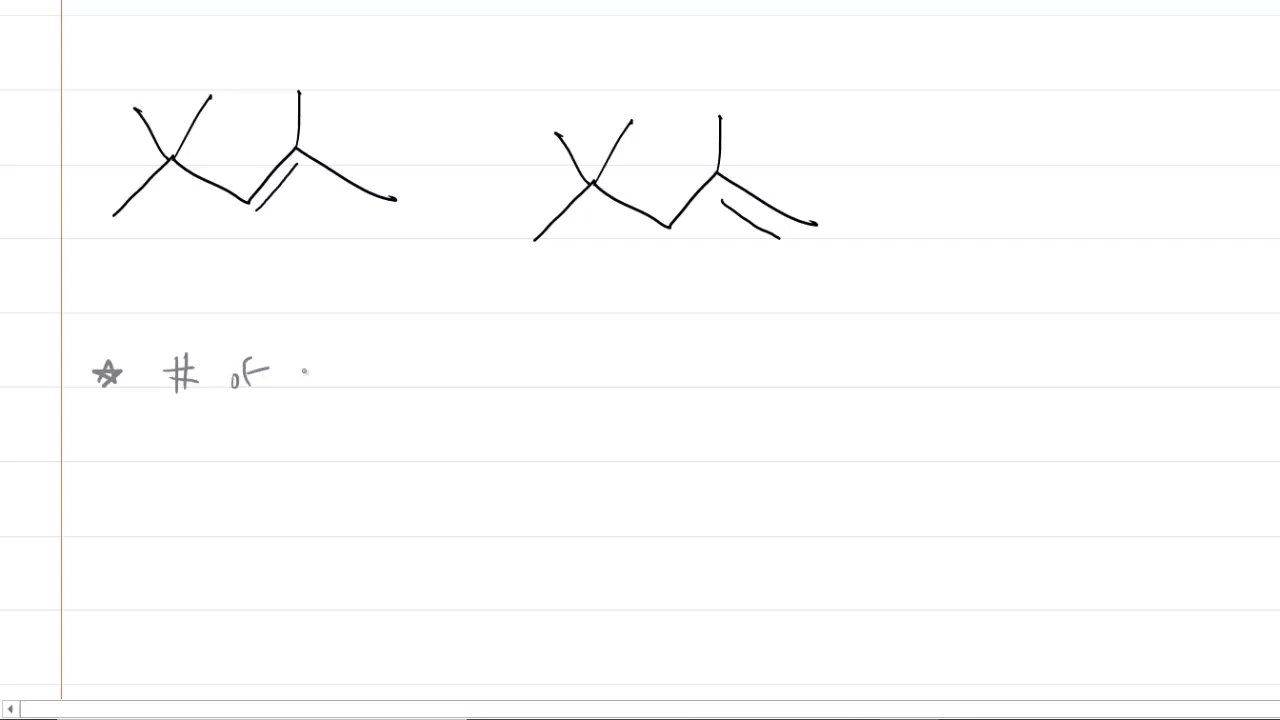 ☆ # of